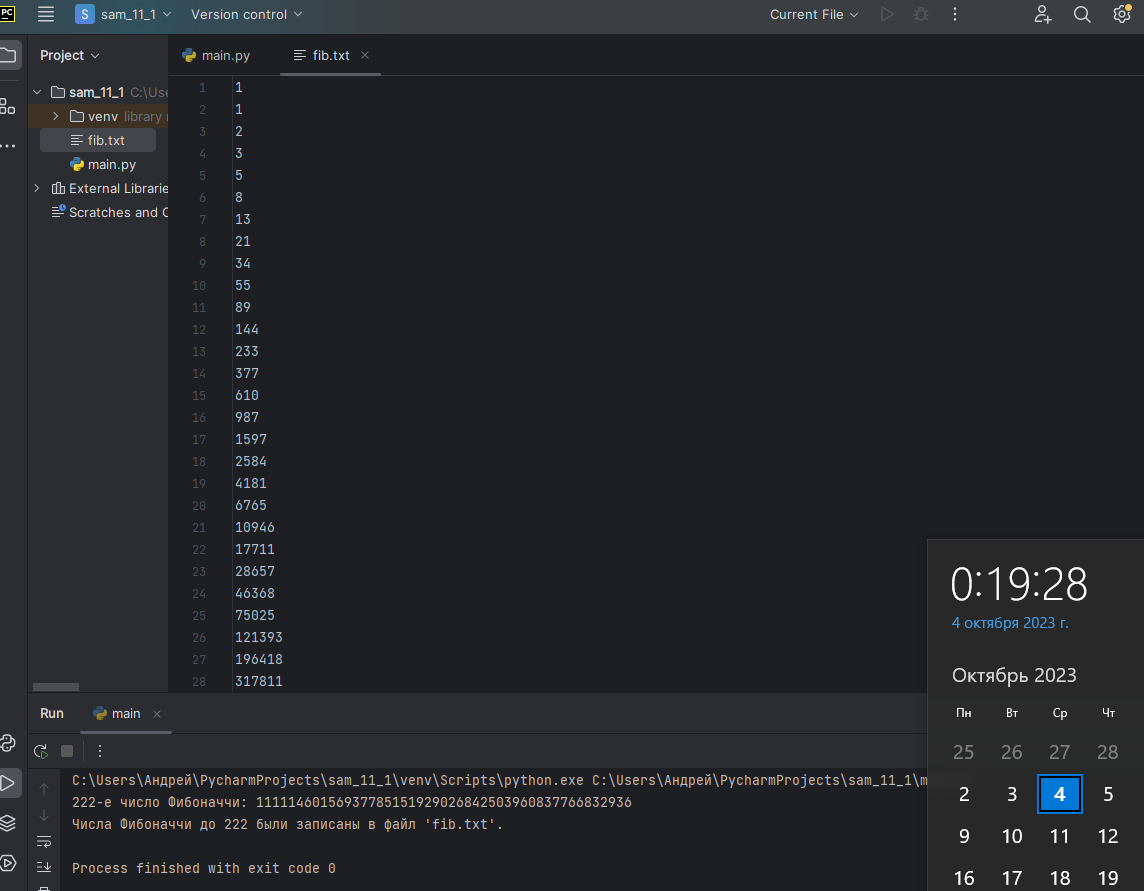 PC
S sam_11_1 Version control Current File
Project
main.py
fib.txt
sam_11_1 C:\Use
venv library
fib.txt
main.py
External Librarie
Scratches and C
1 1
2 1
3 2
4 3
5 5
6 8
7 13
8 21
9 34
10 55
11 89
12 144
13 233
14 377
15 610
16 987
17 1597
18 2584
19 4181
20 6765
21 10946
22 17711
23 28657
24 46368
25 75025
26 121393
27 196418
28 317811
Run main
C:\Users\Андрей\PycharmProjects\sam_11_1\venv\Scripts\python.exe C:\Users\Андрей\PycharmProjects\sam_11_1\m
222-е число Фибоначчи: 1111146015693778515192902684250396083776683​2936
Числа Фибоначчи до 222 были записаны в файл 'fib.txt'.
Process finished with exit code 0
0:19:28
4 октября 2023 г.
Октябрь 2023
Пн Вт Ср Чт
25 26 27 28
2 3 4 5
9 10 11 12
16 17 18 19